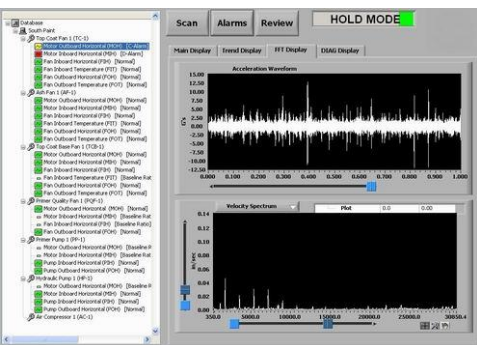 Database
South Paint
Top Coat Fan 1 (TC-1)
Motor Outboard Horizontal (MOH) [C-Alarm]
Motor Inboard Horizontal (MIH) [D-Alarm]
Fan Inboard Horizontal (FIH) [Normal]
Fan Inboard Temperature (FIT) [Normal]
Fan Outboard Horizontal (FOH) [Normal]
Fan Outboard Temperature (FOT) [Normal]
Ash Fan 1 (AF-1)
Motor Outboard Horizontal (MOH) [Normal]
Motor Inboard Horizontal (MIH) [Normal]
Fan Inboard Horizontal (FIH) [Normal]
Fan Inboard Temperature (FIT) [Normal]
Fan Outboard Horizontal (FOH) [Normal]
Fan Outboard Temperature (FOT) [Normal]
Top Coat Base Fan 1 (TCB-1)
Motor Outboard Horizontal (MOH) [Normal]
Motor Inboard Horizontal (MIH) [Normal]
Fan Inboard Horizontal (FIH) [Normal]
Fan Inboard Temperature (FIT) [Baseline Rat
Fan Outboard Horizontal (FOH) [Normal]
Fan Outboard Temperature (FOT) [Normal]
Primer Quality Fan 1 (PQF-1)
Motor Outboard Horizontal (MOH) [Normal]
Motor Inboard Horizontal (MIH) [Baseline Rat
Fan Inboard Horizontal (FIH) [Baseline Ratio]
Fan Outboard Horizontal (FOH) [Normal]
Primer Pump 1 (PP-1)
Motor Outboard Horizontal (MOH) [Baseline R
Motor Inboard Horizontal (MIH) [Baseline Rat
Pump Inboard Horizontal (PIH) [Normal]
Pump Outboard Horizontal (POH) [Normal]
Hydraulic Pump 1 (HP-1)
Motor Outboard Horizontal (MOH) [Baseline R
Motor Inboard Horizontal (MIH) [Normal]
Pump Inboard Horizontal (PIH) [Normal]
Pump Outboard Horizontal (POH) [Normal]
Air Compressor 1 (AC-1)
Scan Alarms Review HOLD MODE
Main Display Trend Display FFT Display DIAG Display
Acceleration Waveform
15.00
12.50
10.00
7.50
5.00
2.50
0.00
-2.50
-5.00
-7.50
-10.00
-12.50
G's
0.000 0.100 0.200 0.300 0.400 0.500 0.600 0.700 0.800 0.900 1.000
Velocity Spectrum Plot 0.0 0.00
0.14
0.12
0.10
0.08
0.06
0.04
0.02
0.00
in/sec
350.0 5000.0 10000.0 15000.0 20000.0 25000.0 30850.4